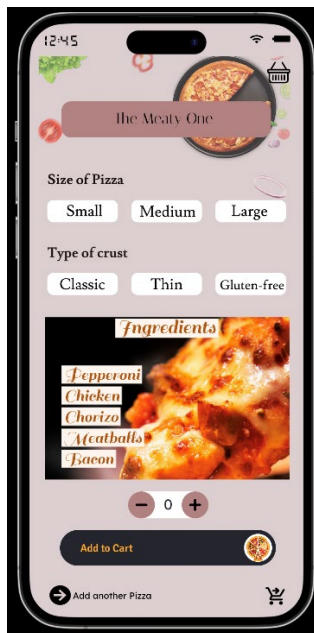 12:45
The Meaty One
Size of Pizza
Small Medium Large
Type of crust
Classic Thin Gluten-free
Ingredients
Pepperoni
Chicken
Chorizo
Meatballs
Bacon
− 0 +
Add to Cart
Add another Pizza